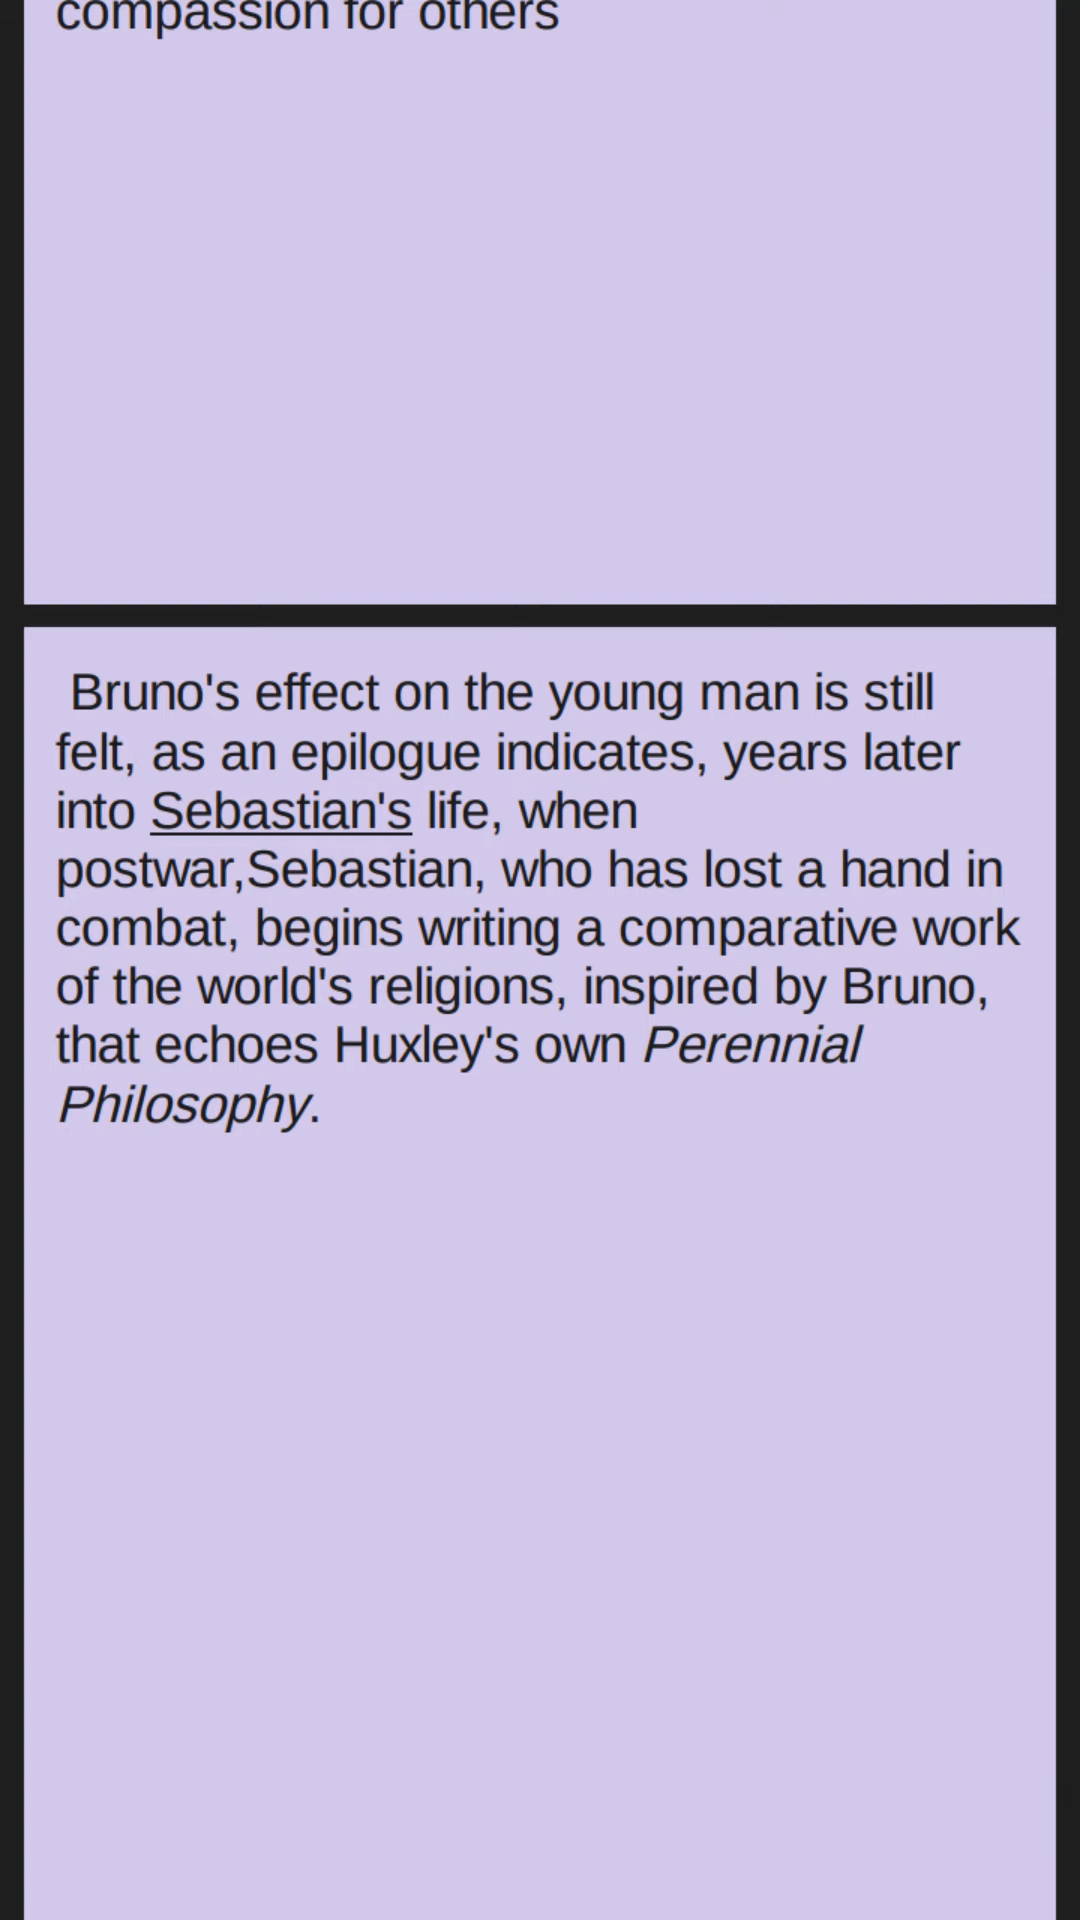 compassion for others
Bruno's effect on the young man is still
felt, as an epilogue indicates, years later
into Sebastian's life, when
postwar,Sebastian, who has lost a hand in
combat, begins writing a comparative work
of the world's religions, inspired by Bruno,
that echoes Huxley's own Perennial
Philosophy.